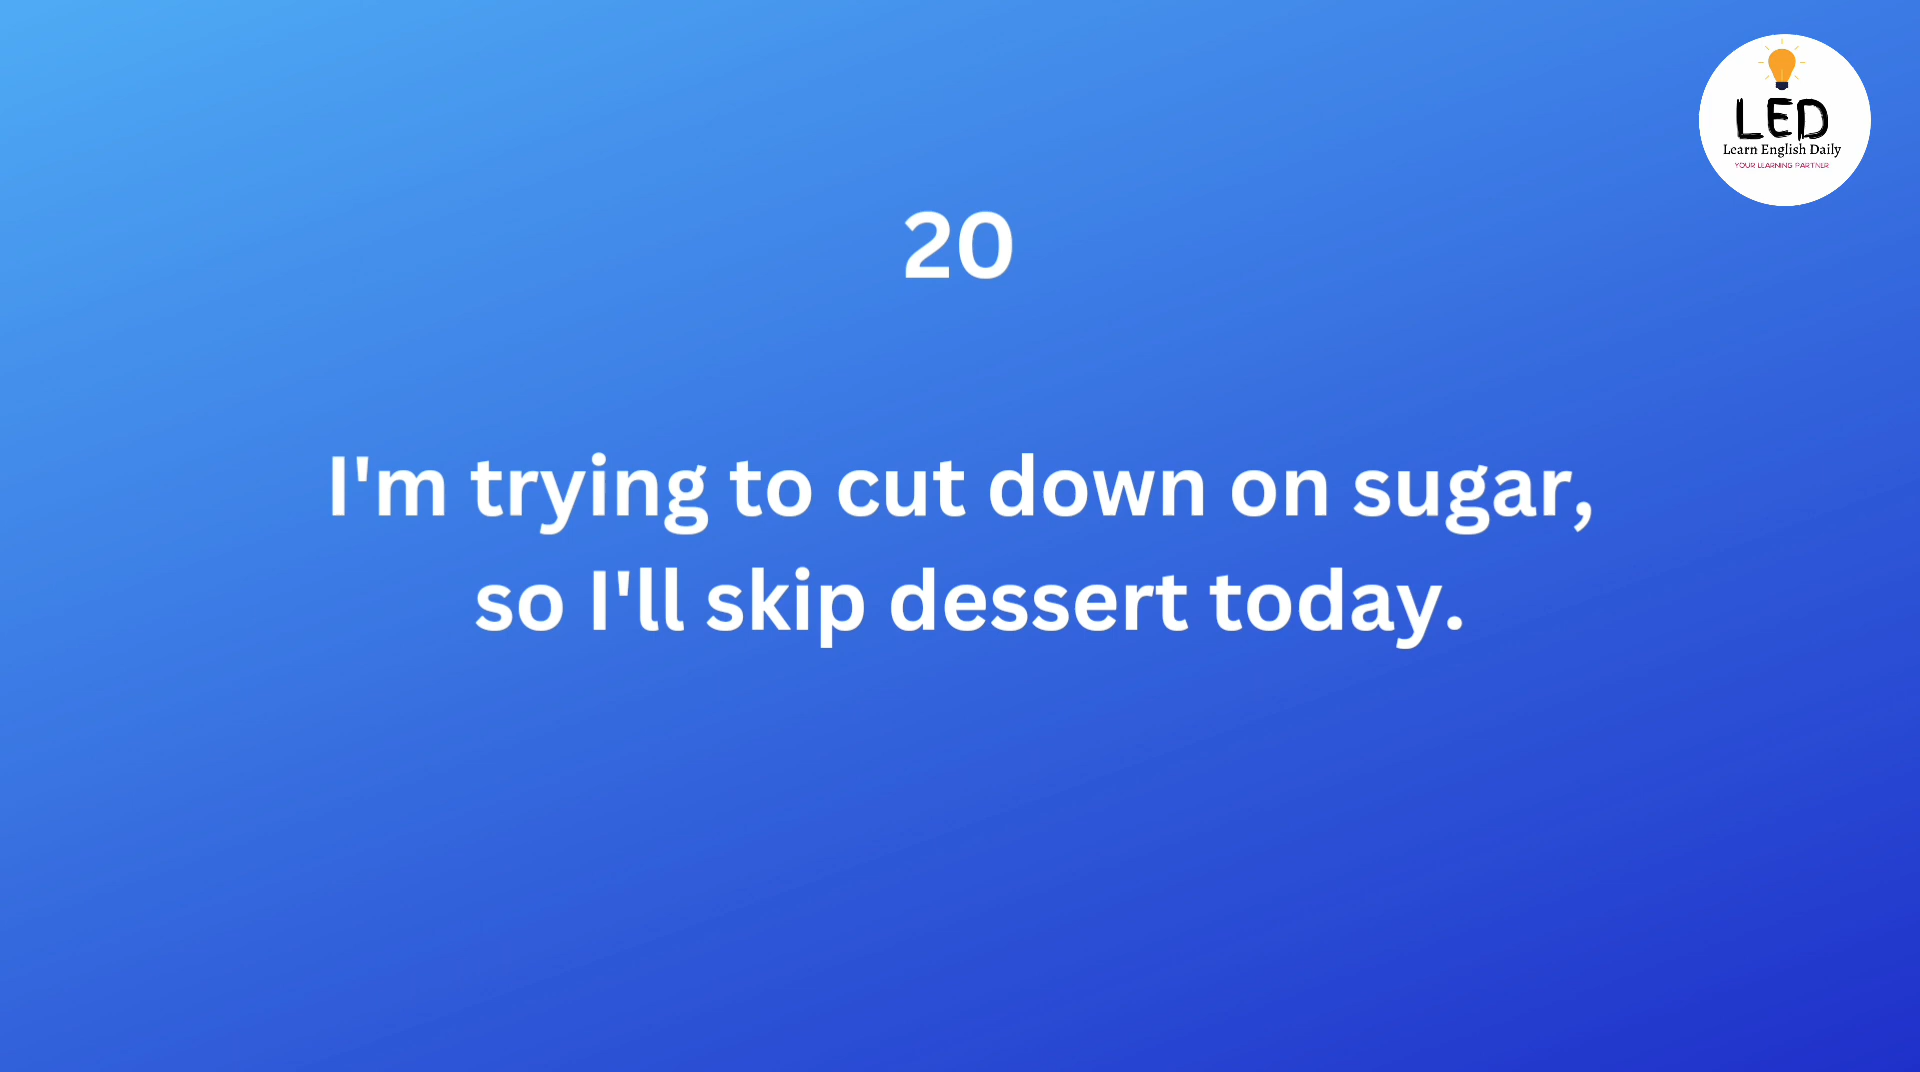 LED
Learn English Daily
YOUR LEARNING PARTNER
20
I'm trying to cut down on sugar,
so I'll skip dessert today.